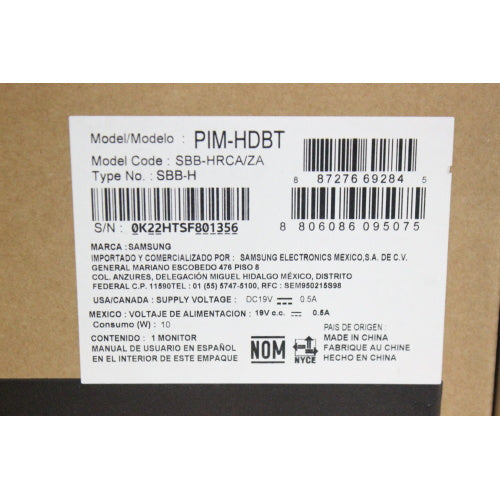 Model/Modelo : PIM-HDBT
Model Code : SBB-HRCA/ZA
Type No. : SBB-H
8 87276 69284 5
S/N : 0K22HTSF801356
8 806086 095075
MARCA : SAMSUNG
IMPORTADO Y COMERCIALIZADO POR : SAMSUNG ELECTRONICS MEXICO,S.A. DE C.V.
GENERAL MARIANO ESCOBEDO 476 PISO 8
COL. ANZURES, DELEGACIÓN MIGUEL HIDALGO MÉXICO, DISTRITO
FEDERAL C.P. 11590TEL : 01 (55) 5747-5100, RFC : SEM950215S98
USA/CANADA : SUPPLY VOLTAGE : DC19V 0.5A
MEXICO : VOLTAJE DE ALIMENTACION : 19V c.c. 0.5A
Consumo (W) : 10
CONTENIDO : 1 MONITOR
MANUAL DE USUARIO EN ESPAÑOL
EN EL INTERIOR DE ESTE EMPAQUE
NOM
NYCE
PAIS DE ORIGEN :
MADE IN CHINA
FABRIQUE AU CHINE
HECHO EN CHINA